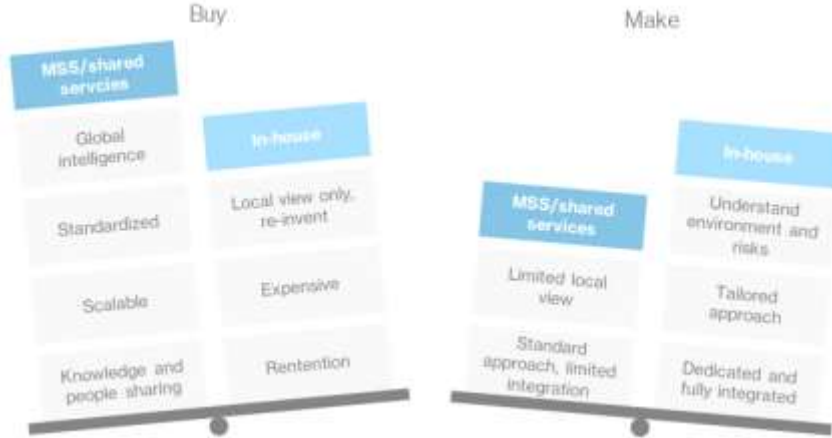 Buy
MSS/shared
servcies
Global
intelligence
Standardized
Scalable
Knowledge and
people sharing
In-house
Local view only,
re-invent
Expensive
Rentention
Make
MSS/shared
services
Limited local
view
Standard
approach, limited
integration
In-house
Understand
environment and
risks
Tailored
approach
Dedicated and
fully integrated